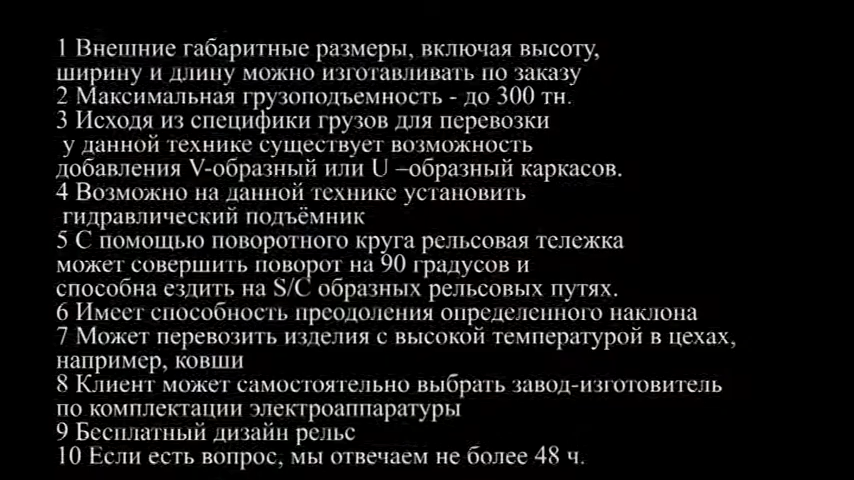 1 Внешние габаритные размеры, включая высоту,
ширину и длину можно изготавливать по заказу
2 Максимальная грузоподъемность - до 300 тн.
3 Исходя из специфики грузов для перевозки
у данной технике существует возможность
добавления V-образный или U –образный каркасов.
4 Возможно на данной технике установить
гидравлический подъёмник
5 С помощью поворотного круга рельсовая тележка
может совершить поворот на 90 градусов и
способна ездить на S/C образных рельсовых путях.
6 Имеет способность преодоления определенного наклона
7 Может перевозить изделия с высокой температурой в цехах,
например, ковши
8 Клиент может самостоятельно выбрать завод-изготовитель
по комплектации электроаппаратуры
9 Бесплатный дизайн рельс
10 Если есть вопрос, мы отвечаем не более 48 ч.